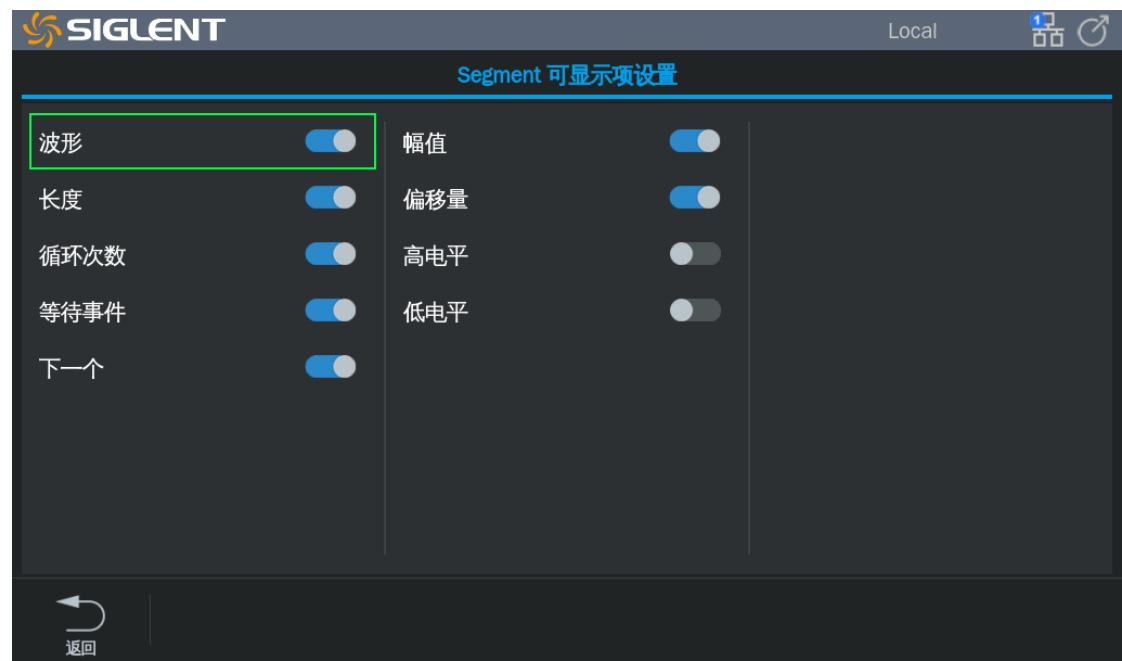 SIGLENT
Local
1
Segment 可显示项设置
波形
长度
循环次数
等待事件
下一个
幅值
偏移量
高电平
低电平
返回